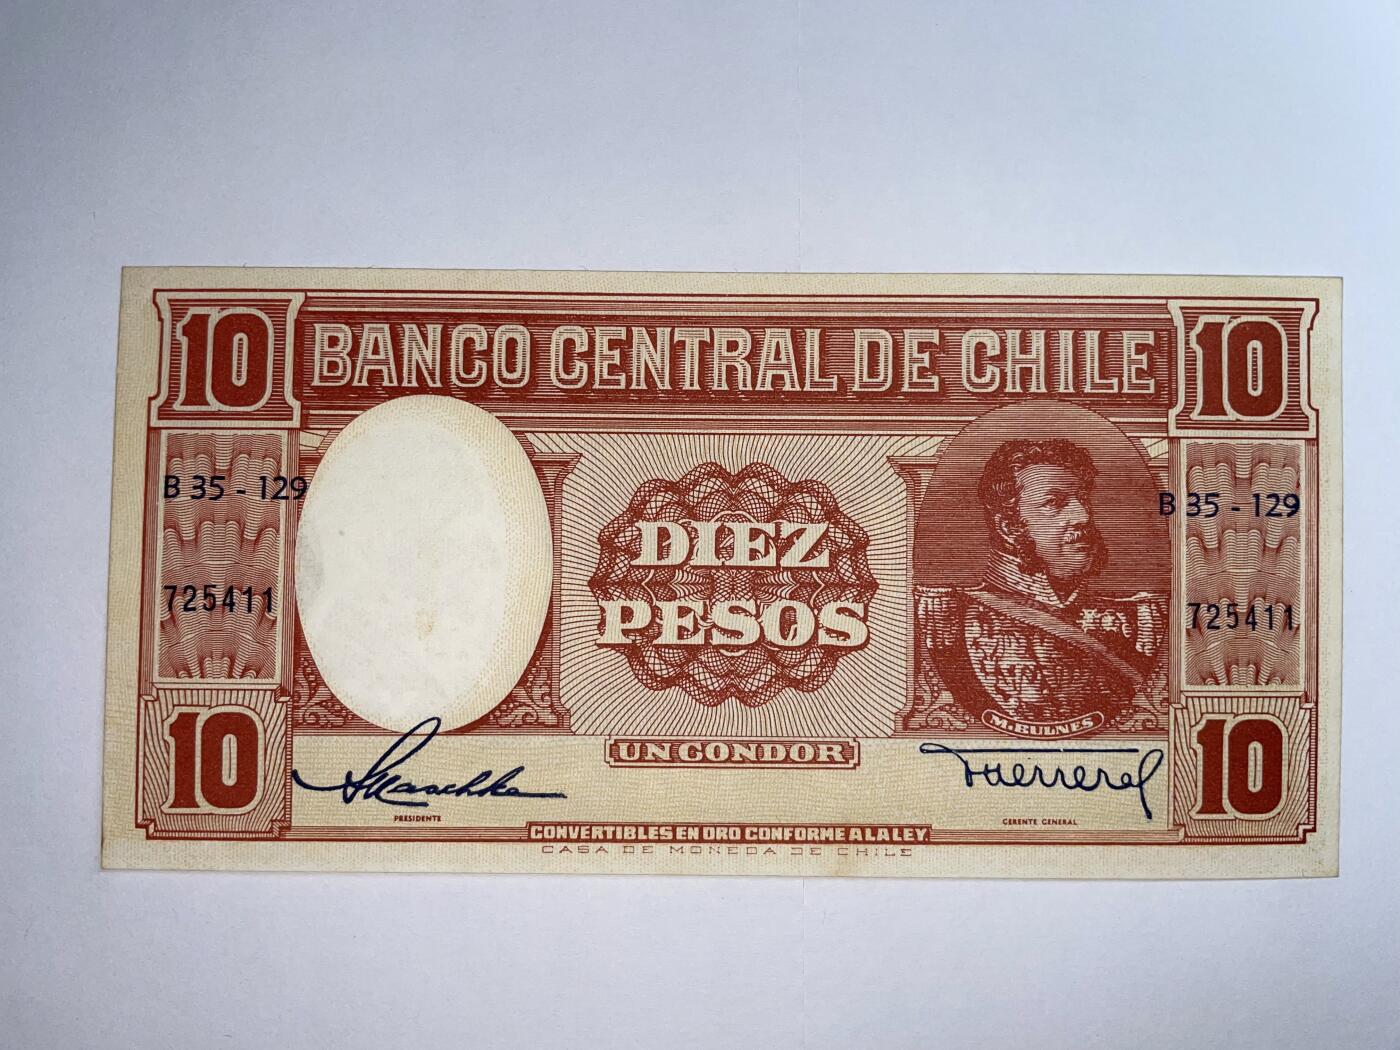 10 BANCO CENTRAL DE CHILE 10
B 35 - 129
B 35 - 129
DIEZ
PESOS
725411
725411
M. BULNES
UN CONDOR
10
10
PRESIDENTE
GERENTE GENERAL
CONVERTIBLES EN ORO CONFORME A LA LEY.
CASA DE MONEDA DE CHILE